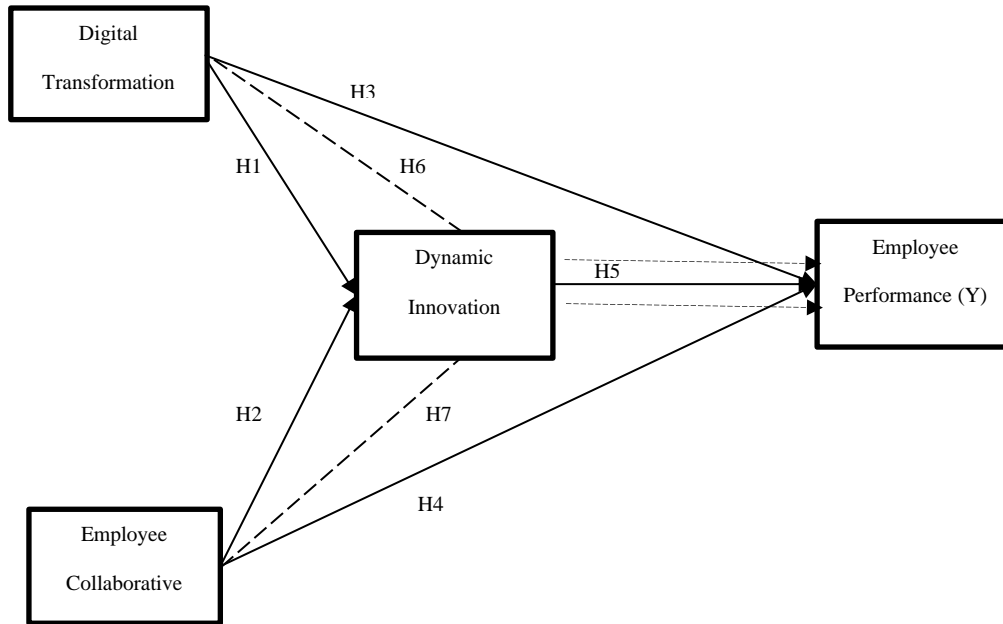 Digital
Transformation
H3
H1
H6
Dynamic
Innovation
H5
Employee
Performance (Y)
H2
H7
H4
Employee
Collaborative